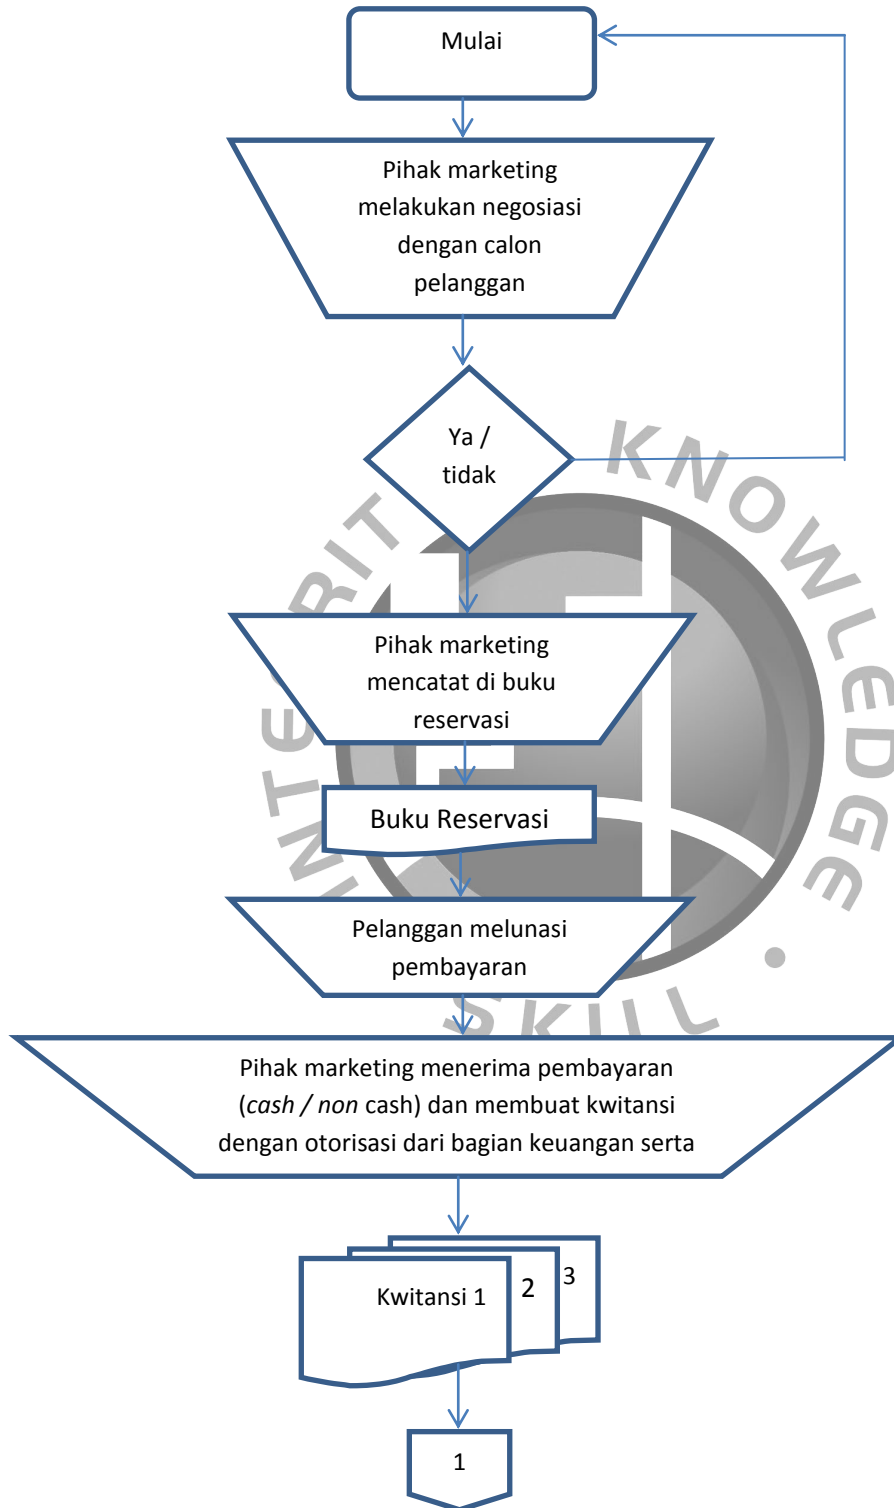 Mulai
Pihak marketing
melakukan negosiasi
dengan calon
pelanggan
Ya /
tidak
KNOWLEDGE
Pihak marketing
mencatat di buku
reservasi
Buku Reservasi
Pelanggan melunasi
pembayaran
SKILL
Pihak marketing menerima pembayaran
(cash / non cash) dan membuat kwitansi
dengan otorisasi dari bagian keuangan serta
Kwitansi 1
2
3
1